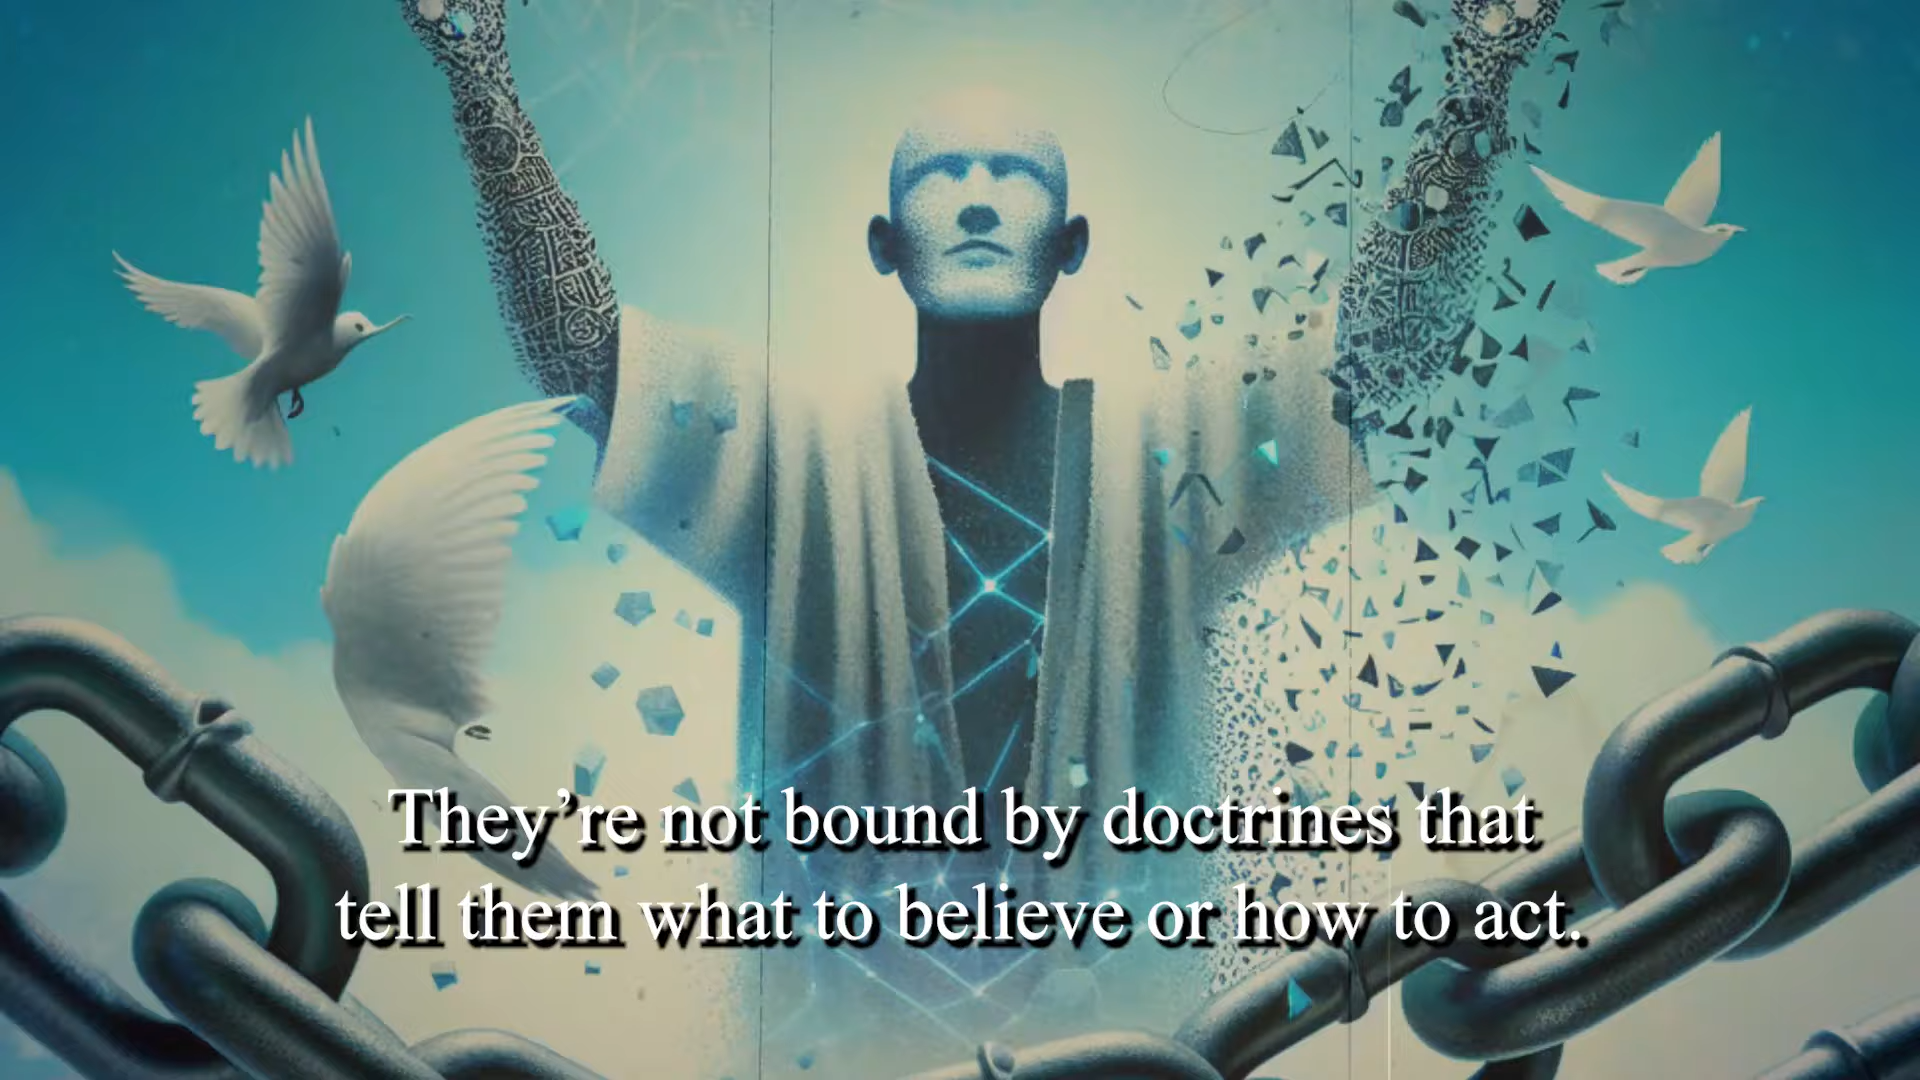 They’re not bound by doctrines that
tell them what to believe or how to act.